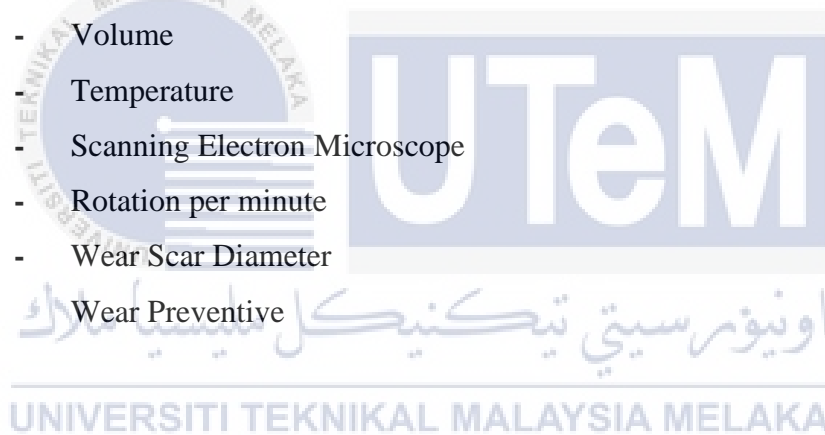 - Volume
- Temperature
- Scanning Electron Microscope
- Rotation per minute
- Wear Scar Diameter
Wear Preventive
UTeM
اونيۏرسيتي تيكنيكل مليسيا ملاك
UNIVERSITI TEKNIKAL MALAYSIA MELAKA